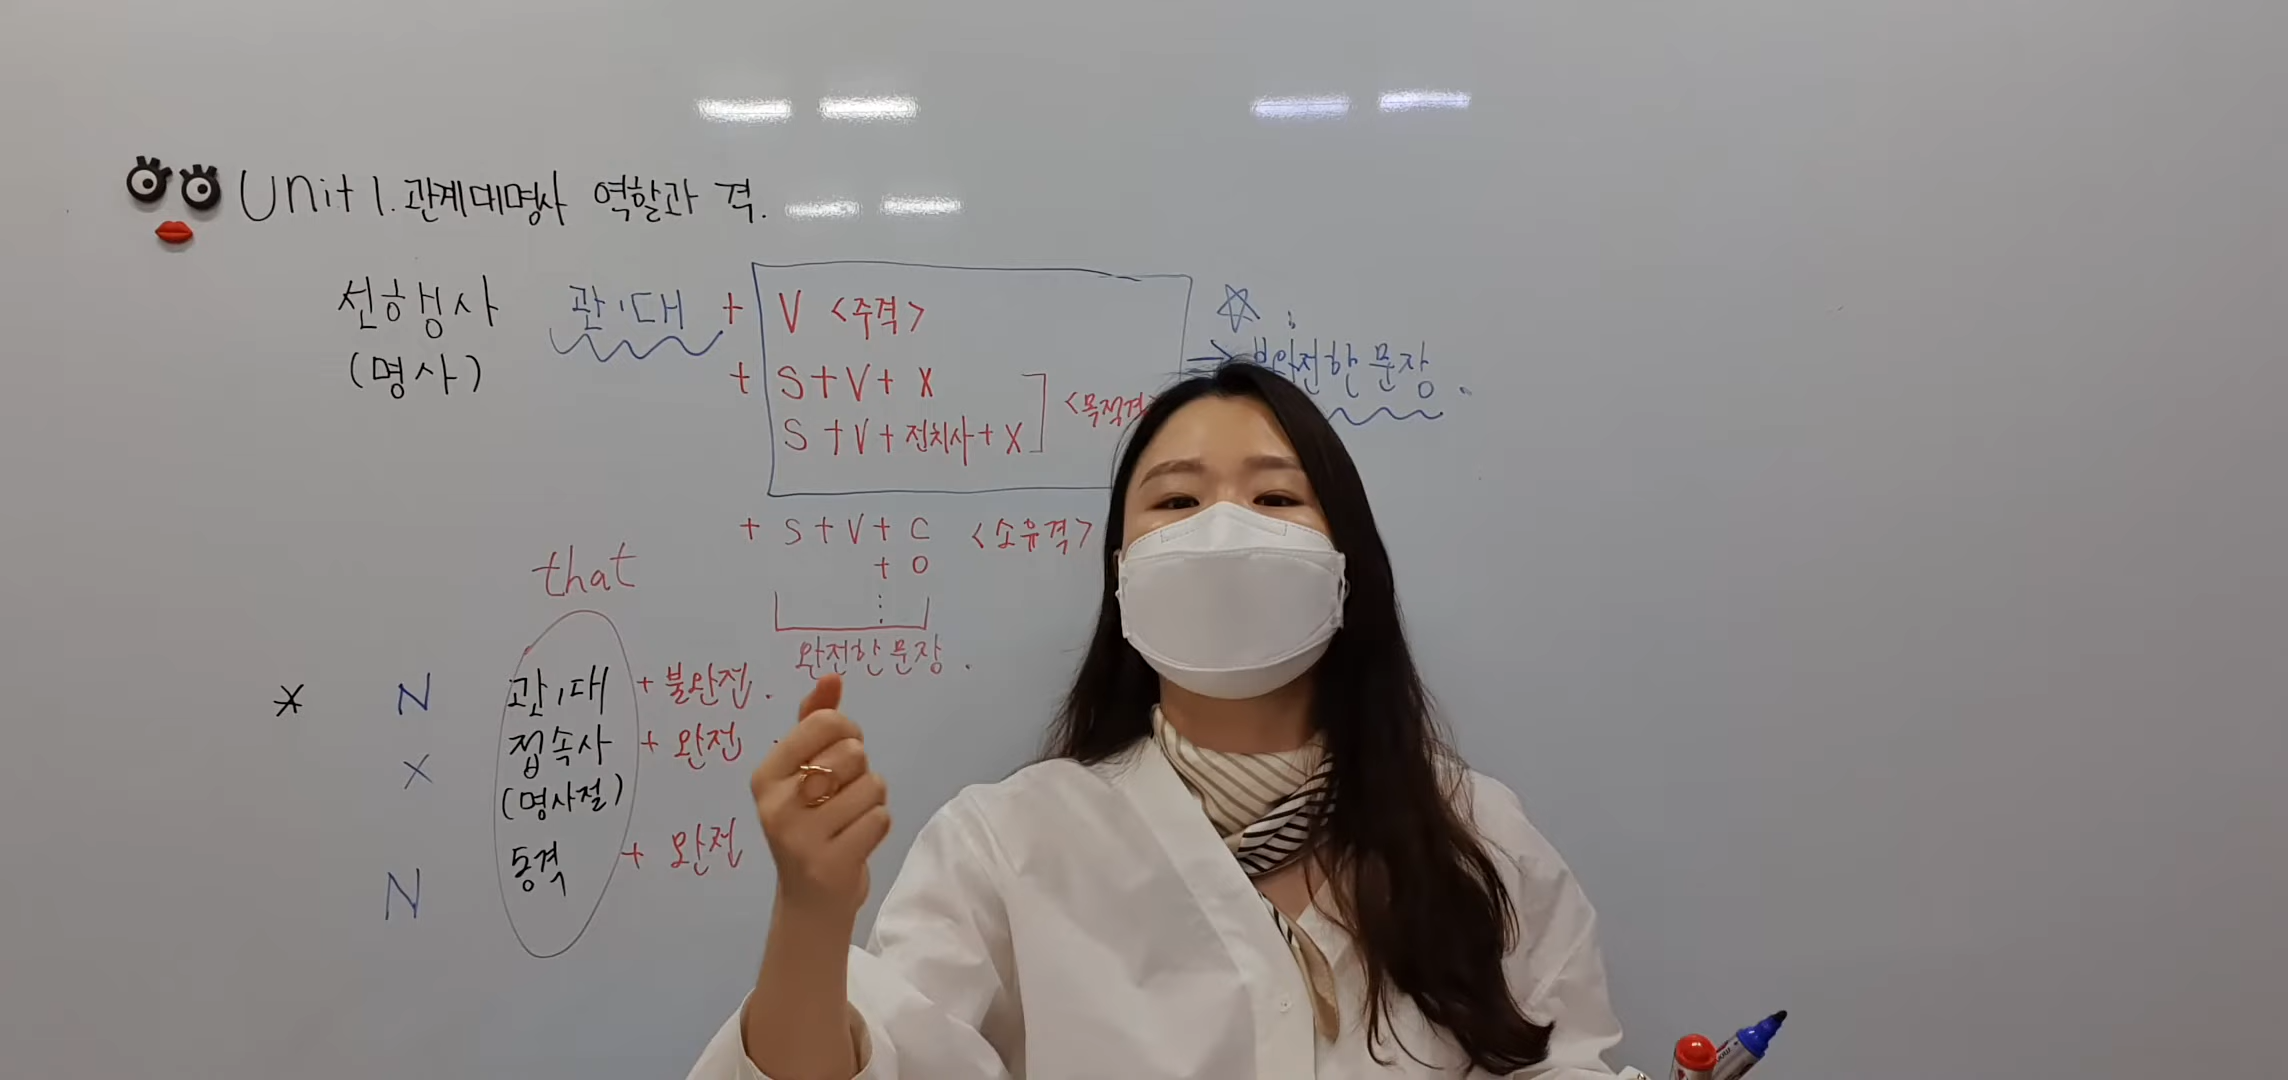 Unit 1. 관계대명사 역할과 격.
선행사 관,대 + V <주격>
(명사) + S+V+ X
S+V+전치사+X <목적격>
→ 불완전한 문장.
+ S+V+ C <소유격>
+ O
⋮
완전한 문장.
that
* N 관,대 + 불완전.
X 접속사 + 완전.
(명사절)
N 동격 + 완전